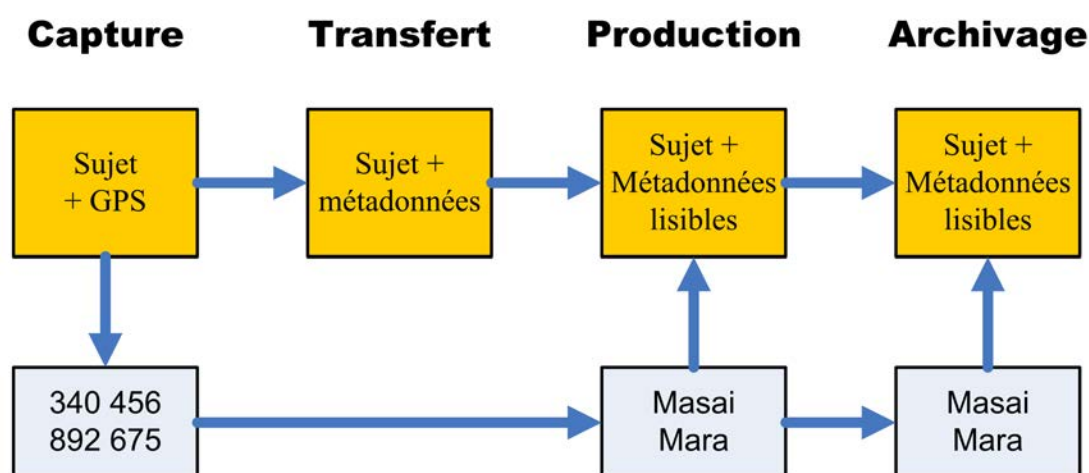 Capture
Transfert
Production
Archivage
Sujet
+ GPS
Sujet +
métadonnées
Sujet +
Métadonnées
lisibles
Sujet +
Métadonnées
lisibles
340 456
892 675
Masai
Mara
Masai
Mara